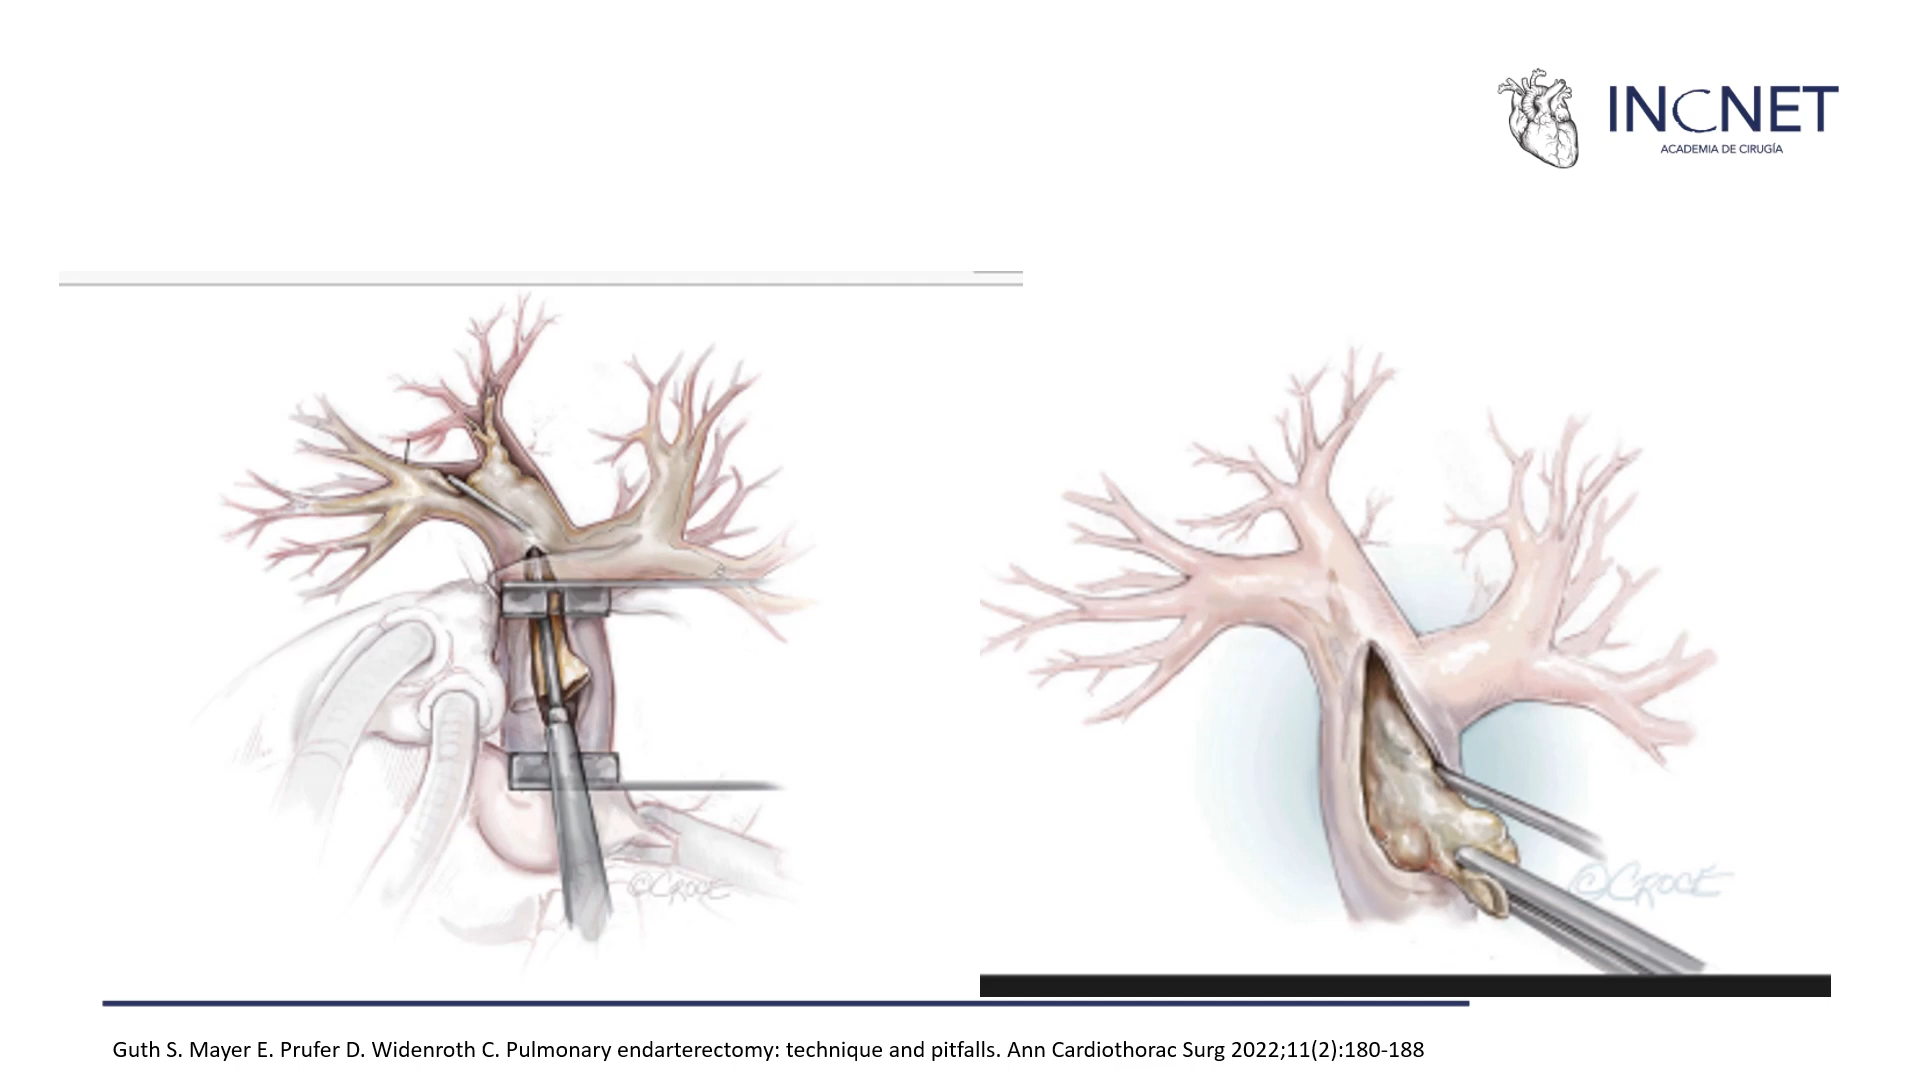 INCNET
ACADEMIA DE CIRUGÍA
©CROCE
©CROCE
Guth S. Mayer E. Prufer D. Widenroth C. Pulmonary endarterectomy: technique and pitfalls. Ann Cardiothorac Surg 2022;11(2):180-188